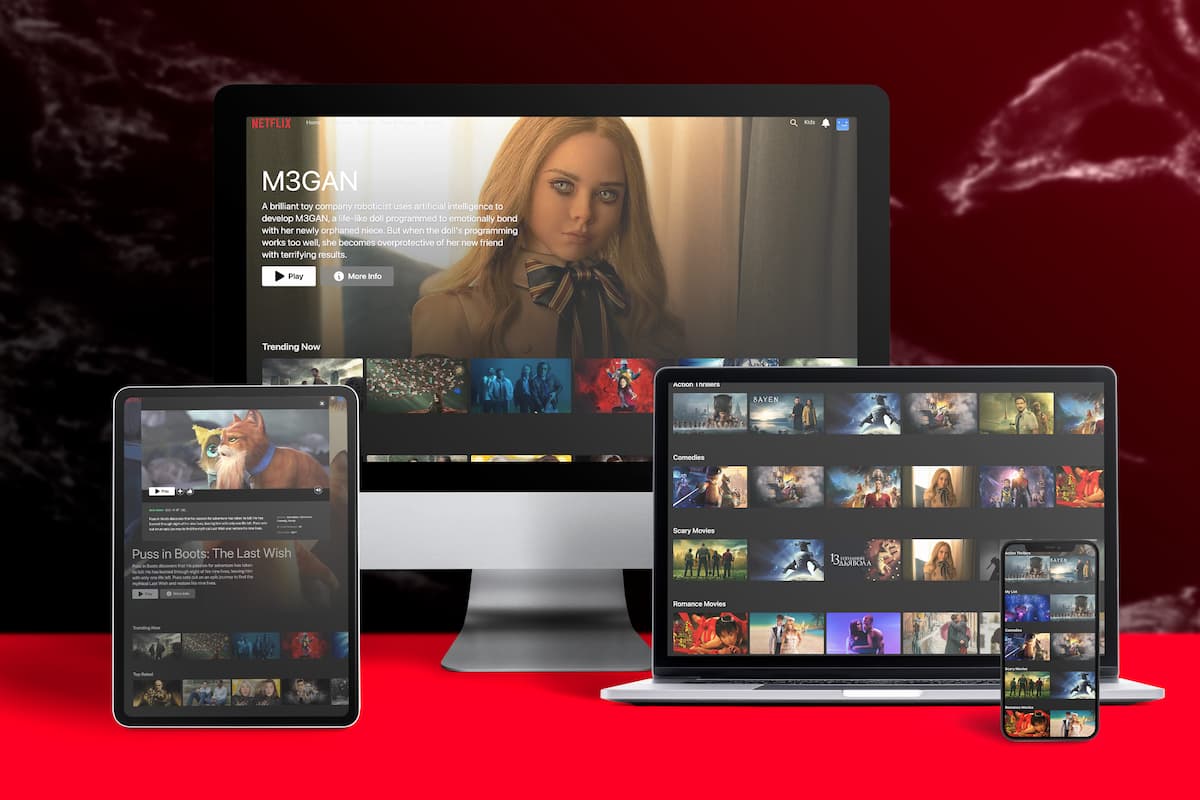 NETFLIX
Home
Kids
M3GAN
A brilliant toy company roboticist uses artificial intelligence to
develop M3GAN, a life-like doll programmed to emotionally bond
with her newly orphaned niece. But when the doll's programming
works too well, she becomes overprotective of her new friend
with terrifying results.
Play
More Info
Trending Now
Play
Puss in Boots: The Last Wish
Puss in Boots discovers that his passion for adventure has taken
its toll: He has burned through eight of his nine lives, leaving him
with only one life left. Puss sets out on an epic journey to find the
mythical Last Wish and restore his nine lives.
Play
More Info
Trending Now
Top Rated
Action Thrillers
SAYEN
Comedies
Scary Movies
13
ДЬЯВОЛА
Romance Movies
Action Thrillers
SAYEN
My List
Comedies
Scary Movies
Romance Movies